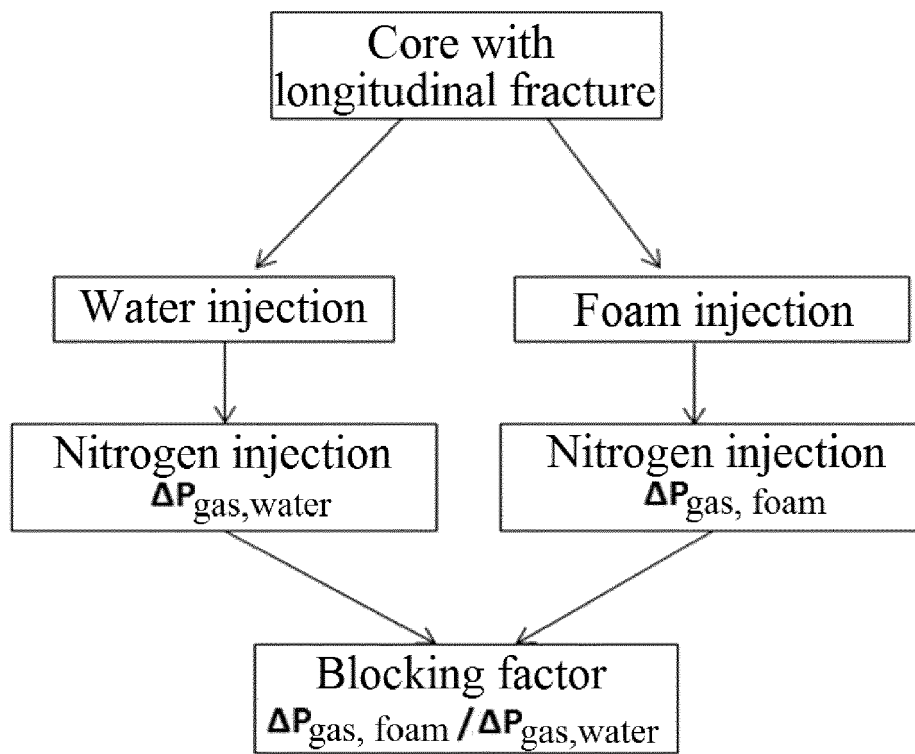 Core with
longitudinal fracture
Water injection
Foam injection
Nitrogen injection
ΔPgas,water
Nitrogen injection
ΔPgas, foam
Blocking factor
ΔPgas, foam /ΔPgas,water